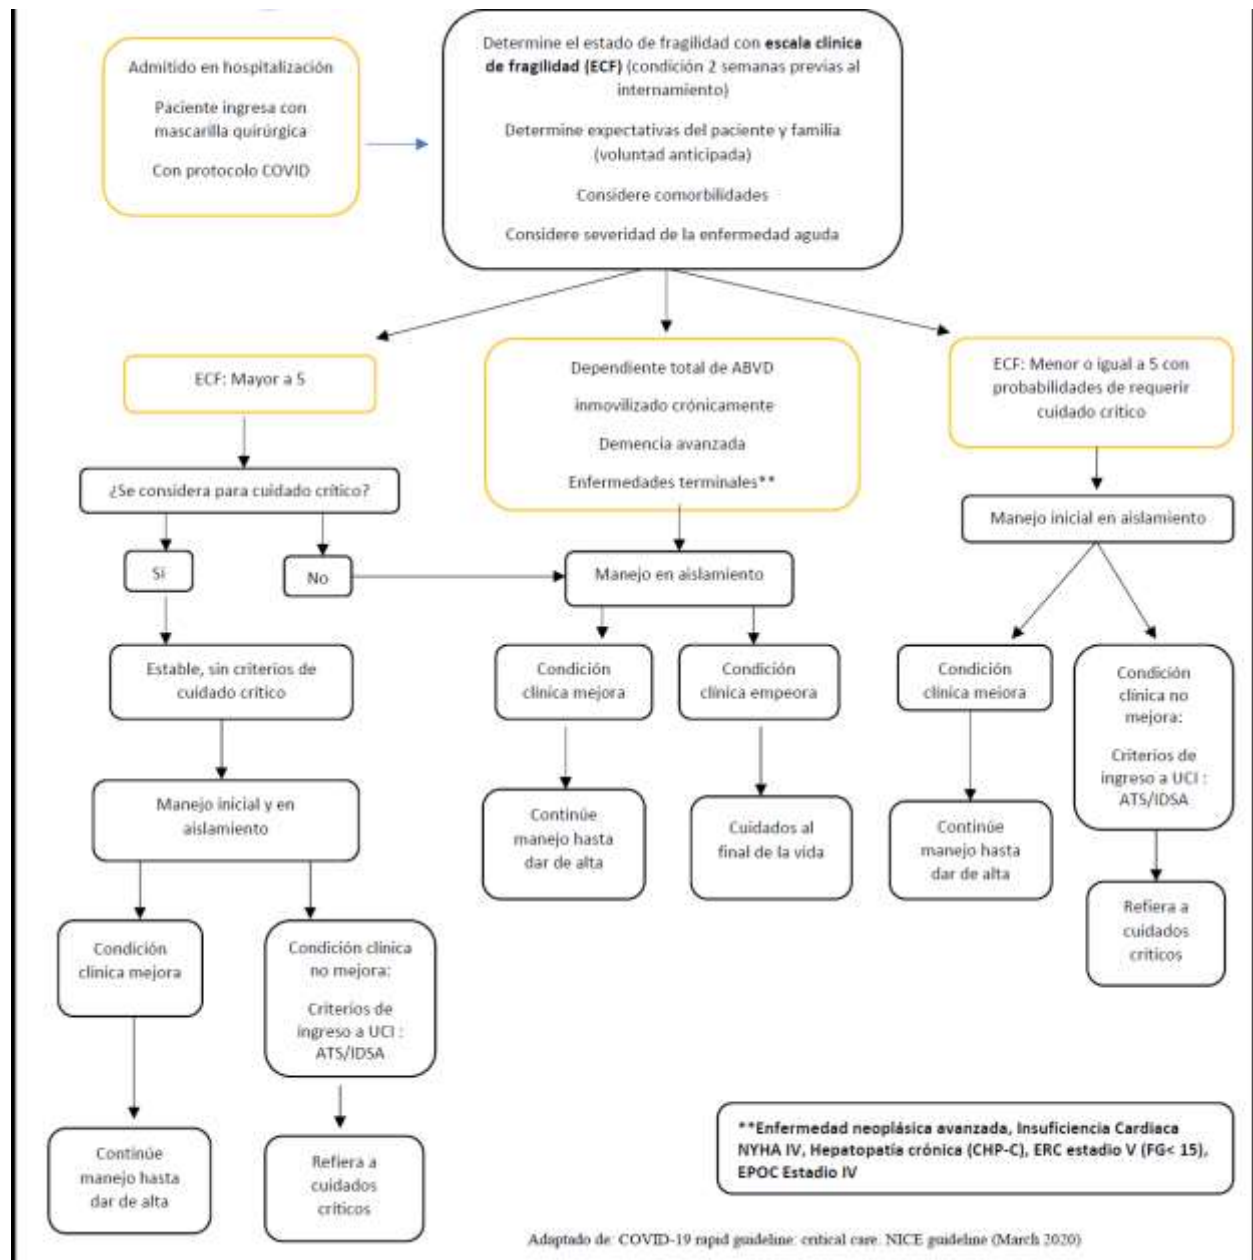 Admitido en hospitalización
Paciente ingresa con
mascarilla quirúrgica
Con protocolo COVID
Determine el estado de fragilidad con escala clínica
de fragilidad (ECF) (condición 2 semanas previas al
internamiento)
Determine expectativas del paciente y familia
(voluntad anticipada)
Considere comorbilidades
Considere severidad de la enfermedad aguda
ECF: Mayor a 5
Dependiente total de ABVD
inmovilizado crónicamente
Demencia avanzada
Enfermedades terminales**
ECF: Menor o igual a 5 con
probabilidades de requerir
cuidado crítico
¿Se considera para cuidado crítico?
Si
No
Manejo en aislamiento
Manejo inicial en aislamiento
Estable, sin criterios de
cuidado crítico
Condición
clínica mejora
Condición
clínica empeora
Condición
clínica mejora
Condición
clínica no
mejora:
Criterios de
ingreso a UCI :
ATS/IDSA
Manejo inicial y en
aislamiento
Continúe
manejo hasta
dar de alta
Cuidados al
final de la vida
Continúe
manejo hasta
dar de alta
Refiera a
cuidados
críticos
Condición
clínica mejora
Condición clínica
no mejora:
Criterios de
ingreso a UCI :
ATS/IDSA
Continúe
manejo hasta
dar de alta
Refiera a
cuidados
críticos
**Enfermedad neoplásica avanzada, Insuficiencia Cardiaca
NYHA IV, Hepatopatía crónica (CHP-C), ERC estadio V (FG< 15),
EPOC Estadio IV
Adaptado de: COVID-19 rapid guideline: critical care. NICE guideline (March 2020)